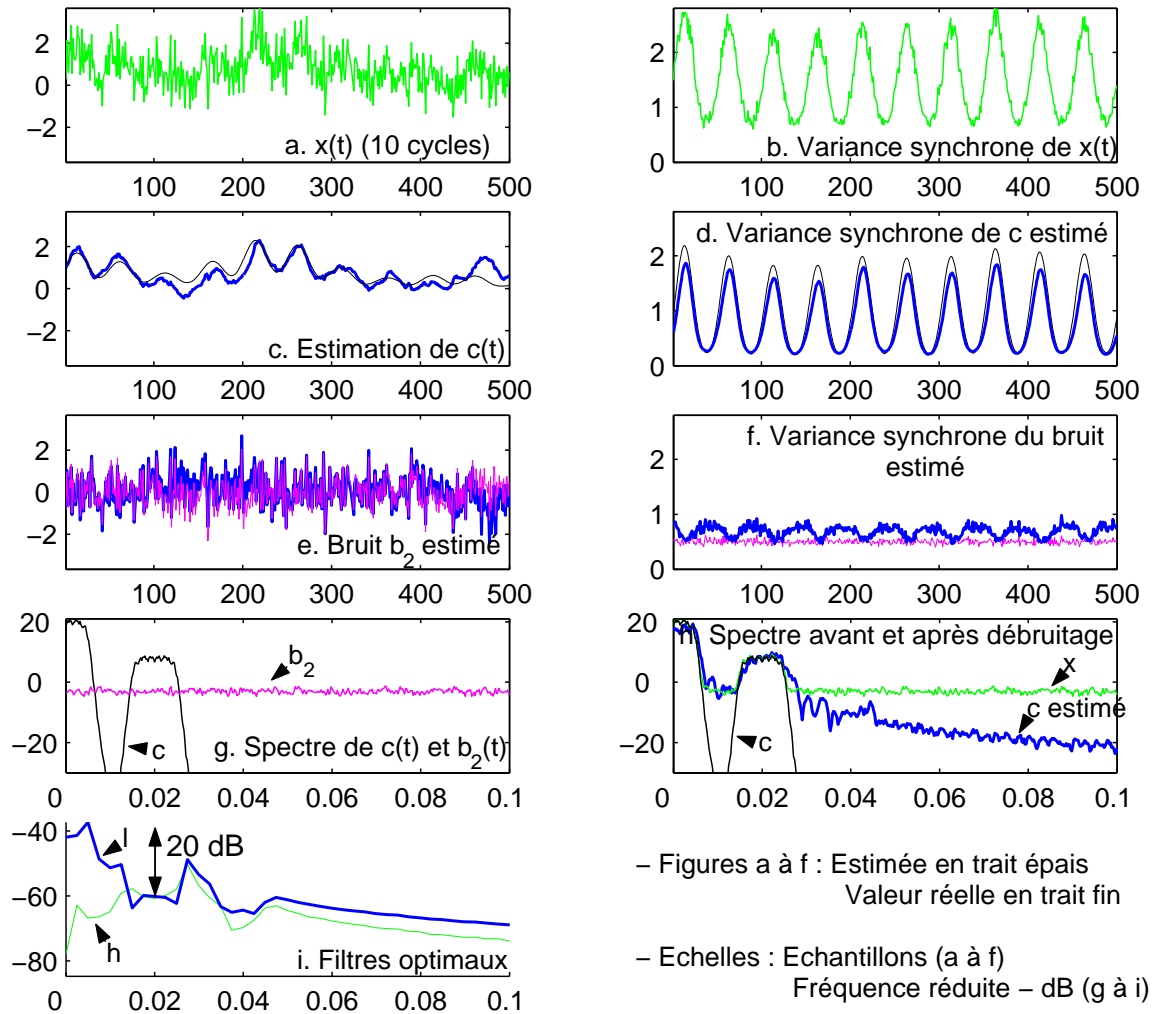 2
0
−2
a. x(t) (10 cycles)
100 200 300 400 500
2
1
0
b. Variance synchrone de x(t)
100 200 300 400 500
2
0
−2
c. Estimation de c(t)
100 200 300 400 500
2
1
0
d. Variance synchrone de c estimé
100 200 300 400 500
2
0
−2
e. Bruit b2 estimé
100 200 300 400 500
2
1
0
f. Variance synchrone du bruit
estimé
100 200 300 400 500
20
0
−20
b2
c
g. Spectre de c(t) et b2(t)
0 0.02 0.04 0.06 0.08 0.1
20
0
−20
h. Spectre avant et après débruitage
x
c estimé
c
0 0.02 0.04 0.06 0.08 0.1
−40
−60
−80
l
20 dB
h
i. Filtres optimaux
0 0.02 0.04 0.06 0.08 0.1
− Figures a à f : Estimée en trait épais
Valeur réelle en trait fin
− Echelles : Echantillons (a à f)
Fréquence réduite − dB (g à i)